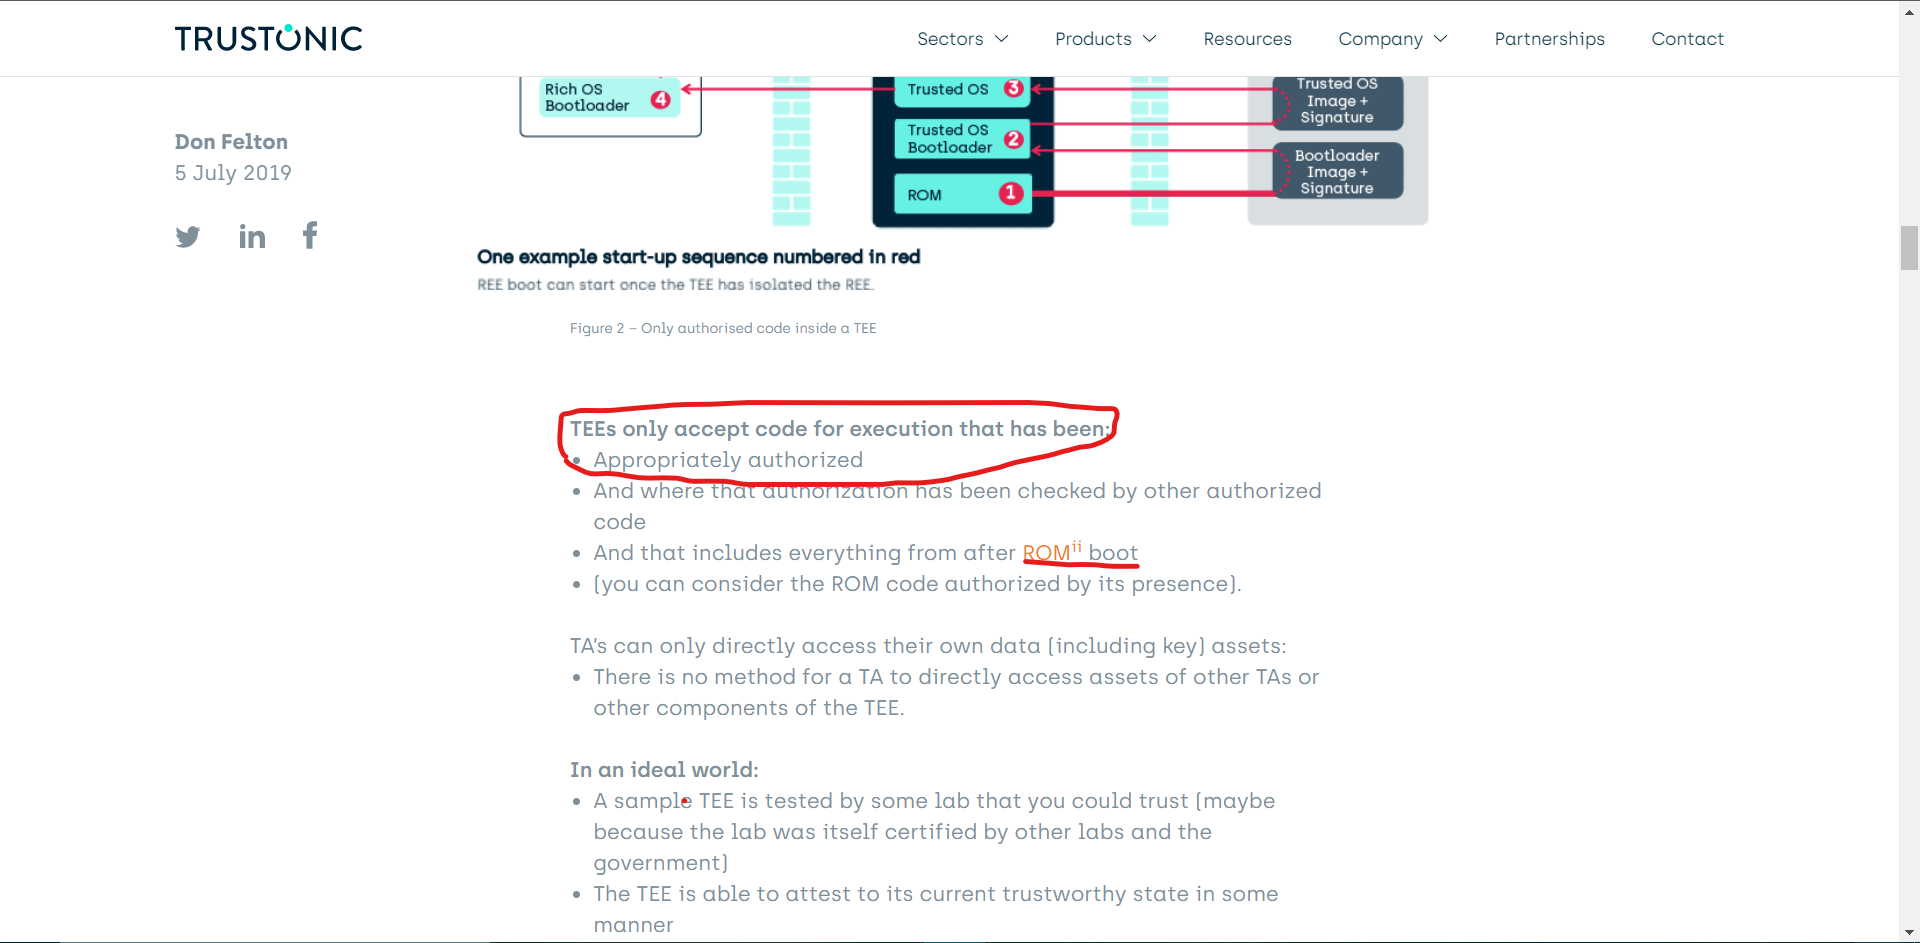 TRUSTONIC
Sectors Products Resources Company Partnerships Contact
Don Felton
5 July 2019
Rich OS
Bootloader 4
Trusted OS 3
Trusted OS
Bootloader 2
ROM 1
Trusted OS
Image +
Signature
Bootloader
Image +
Signature
One example start-up sequence numbered in red
REE boot can start once the TEE has isolated the REE.
Figure 2 – Only authorised code inside a TEE
TEEs only accept code for execution that has been:
• Appropriately authorized
• And where that authorization has been checked by other authorized
code
• And that includes everything from after ROMii boot
• (you can consider the ROM code authorized by its presence).
TA’s can only directly access their own data (including key) assets:
• There is no method for a TA to directly access assets of other TAs or
other components of the TEE.
In an ideal world:
• A sample TEE is tested by some lab that you could trust (maybe
because the lab was itself certified by other labs and the
government)
• The TEE is able to attest to its current trustworthy state in some
manner